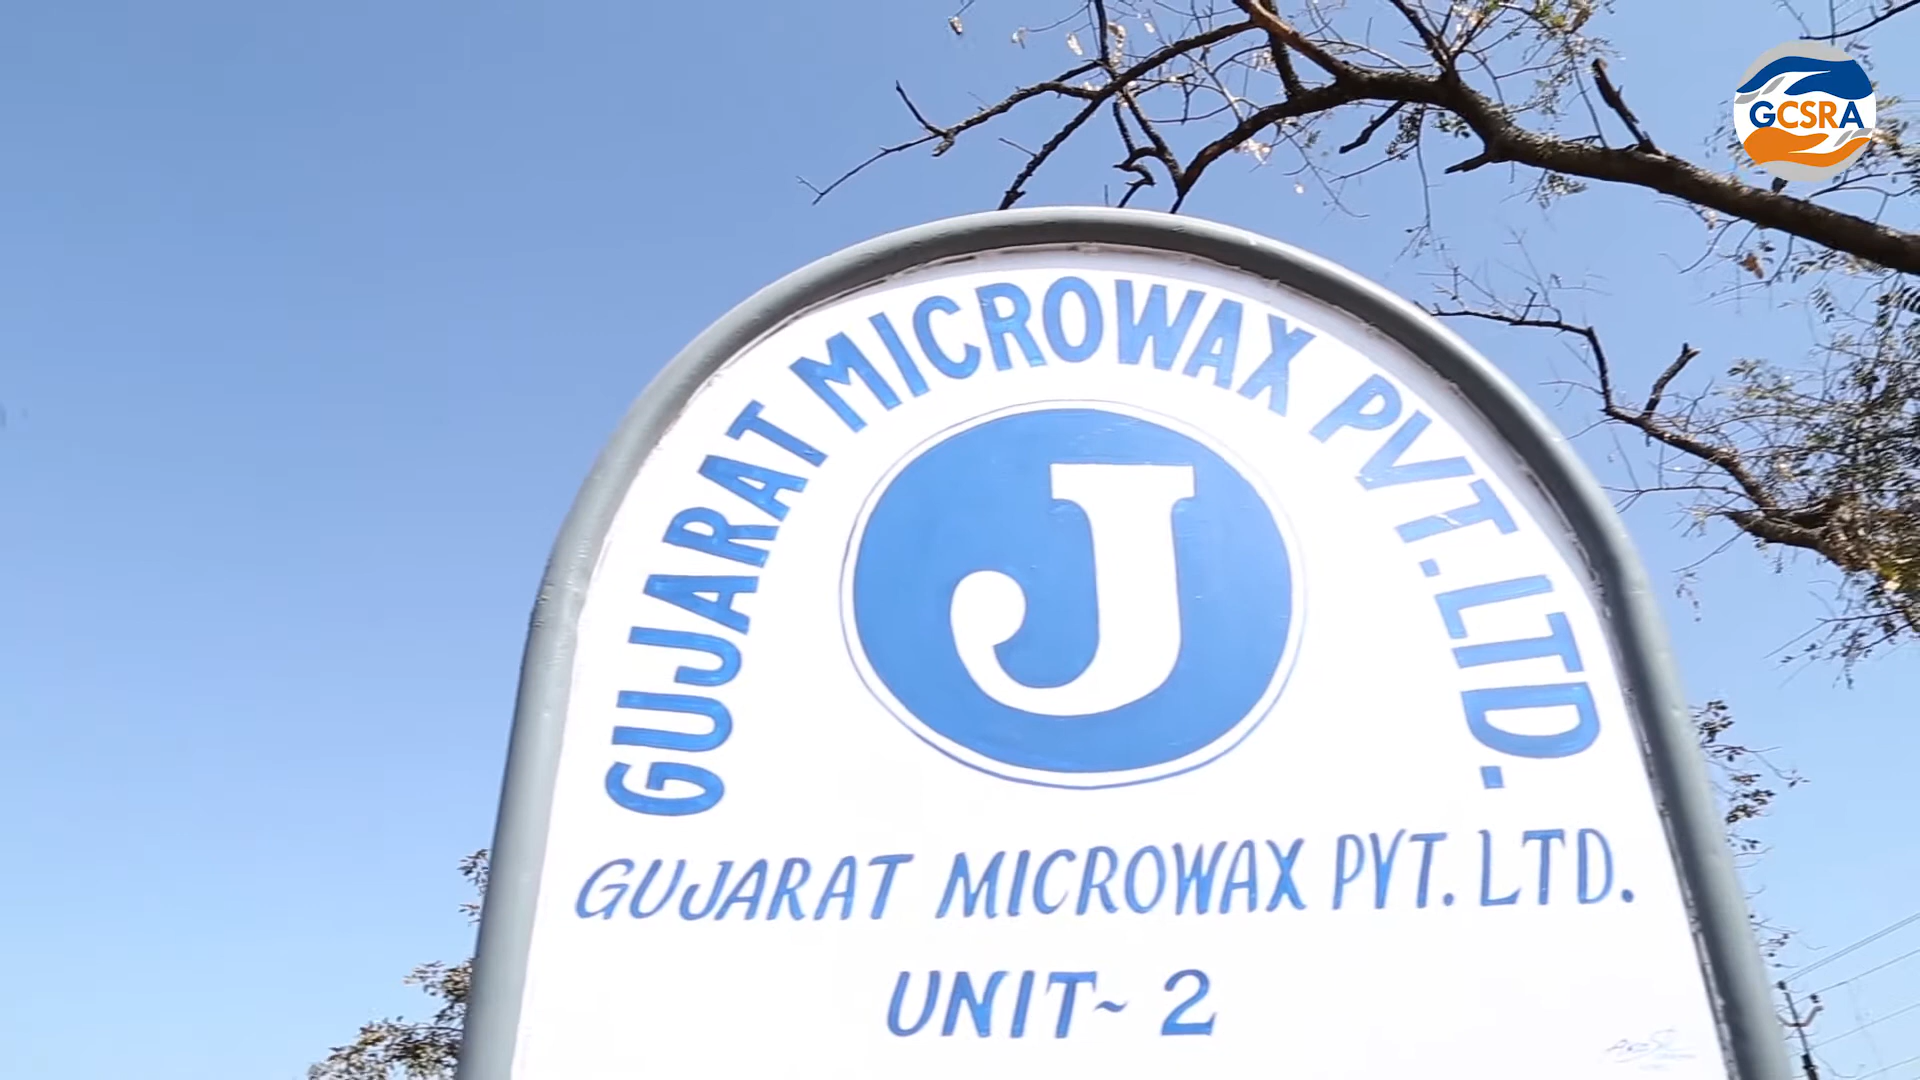 GCSRA
GUJARAT MICROWAX PVT. LTD.
J
GUJARAT MICROWAX PVT. LTD.
UNIT~ 2